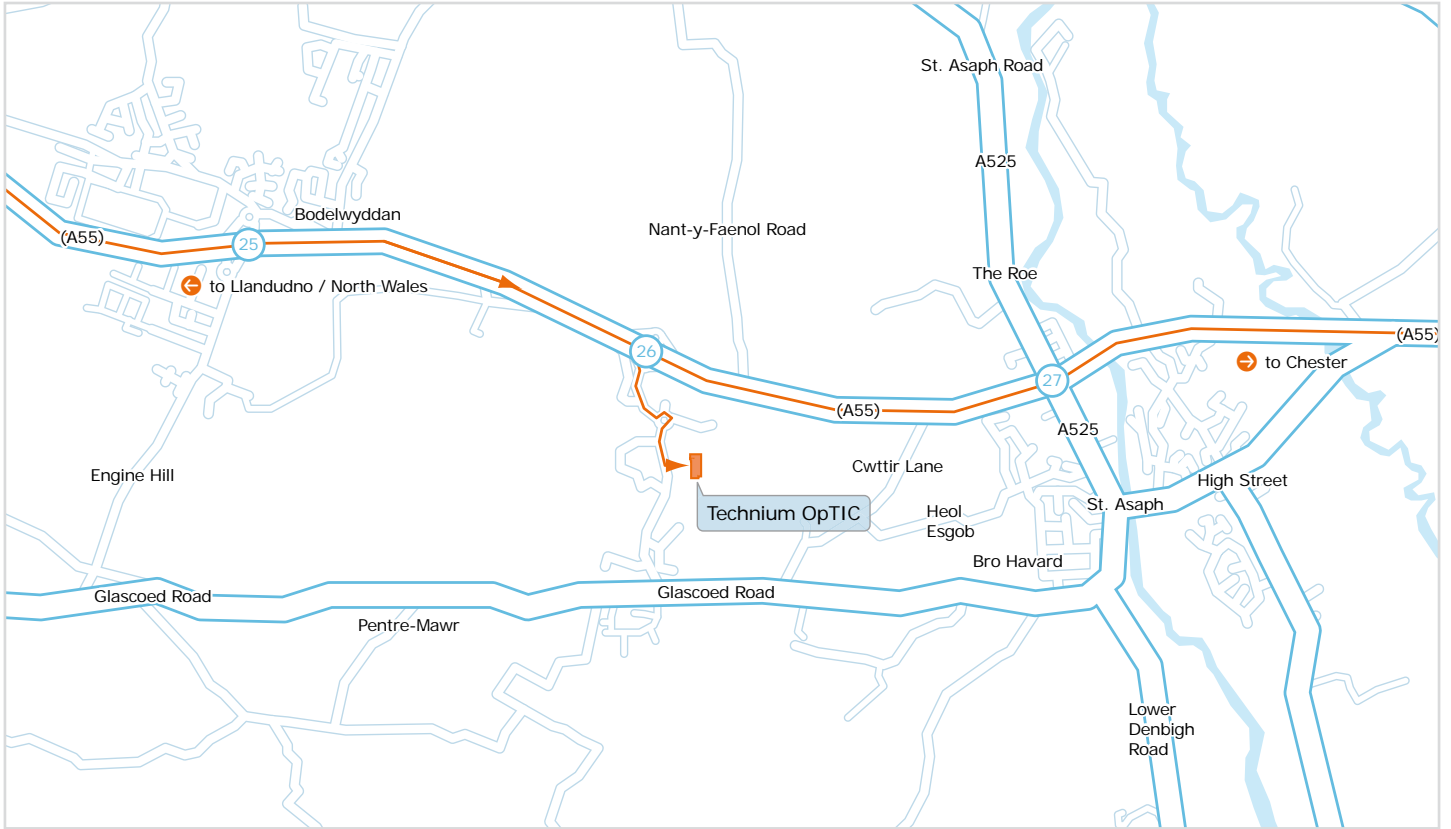 St. Asaph Road
A525
Bodelwyddan
Nant-y-Faenol Road
(A55)
25
The Roe
to Llandudno / North Wales
(A55)
26
to Chester
27
(A55)
A525
Cwttir Lane
Engine Hill
High Street
St. Asaph
Technium OpTIC
Heol
Esgob
Bro Havard
Glascoed Road
Glascoed Road
Pentre-Mawr
Lower
Denbigh
Road